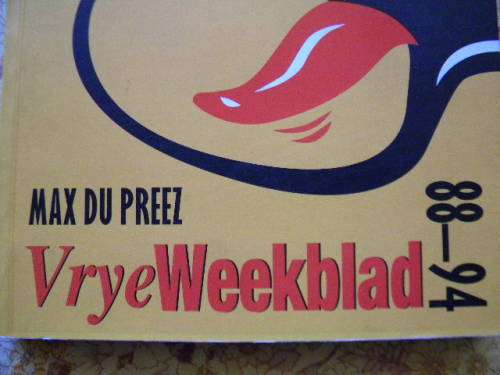 MAX DU PREEZ
VryeWeekblad
88–94